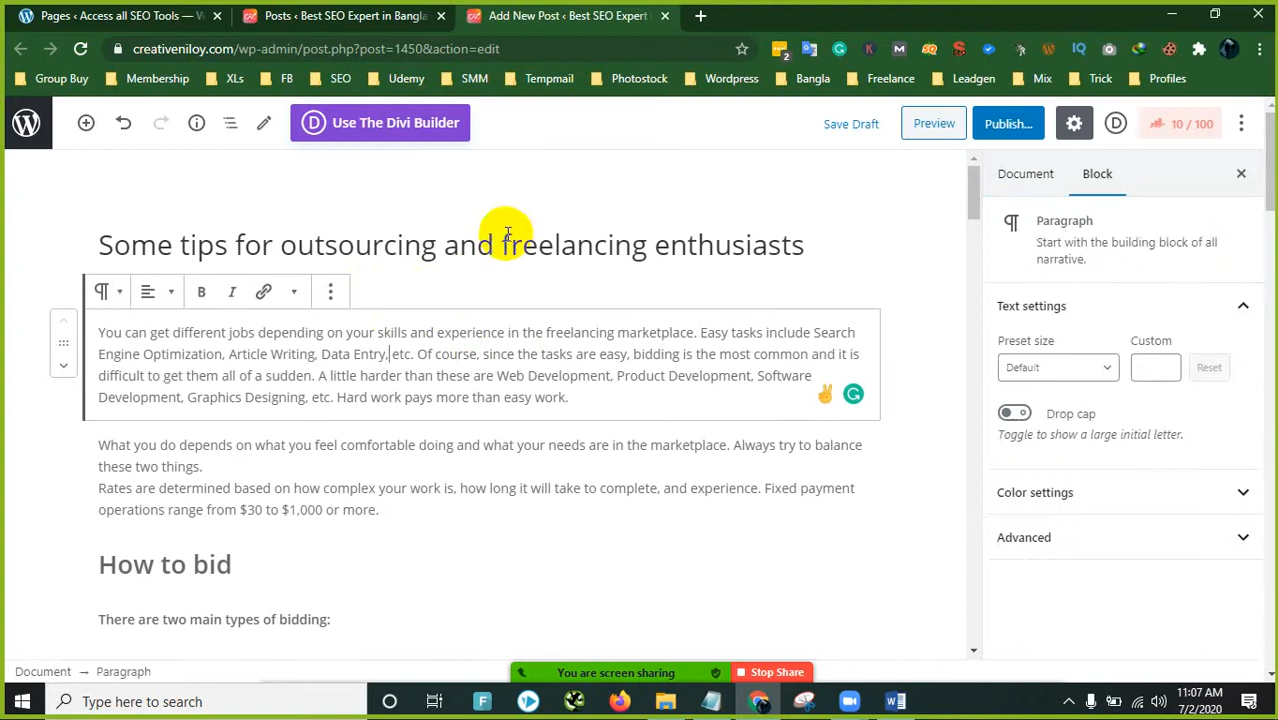 Pages ‹ Access all SEO Tools — W
Posts ‹ Best SEO Expert in Bangla
Add New Post ‹ Best SEO Expert
creativeniloy.com/wp-admin/post.php?post=1450&action=edit
2
Group Buy Membership XLs FB SEO Udemy SMM Tempmail Photostock Wordpress Bangla Freelance Leadgen Mix Trick Profiles
Use The Divi Builder
Save Draft
Preview
Publish...
10 / 100
Document Block
Paragraph
Start with the building block of all
narrative.
Some tips for outsourcing and freelancing enthusiasts
B I
You can get different jobs depending on your skills and experience in the freelancing marketplace. Easy tasks include Search
Engine Optimization, Article Writing, Data Entry, etc. Of course, since the tasks are easy, bidding is the most common and it is
difficult to get them all of a sudden. A little harder than these are Web Development, Product Development, Software
Development, Graphics Designing, etc. Hard work pays more than easy work.
What you do depends on what you feel comfortable doing and what your needs are in the marketplace. Always try to balance
these two things.
Rates are determined based on how complex your work is, how long it will take to complete, and experience. Fixed payment
operations range from $30 to $1,000 or more.
How to bid
There are two main types of bidding:
Text settings
Preset size Custom
Default Reset
Drop cap
Toggle to show a large initial letter.
Color settings
Advanced
Document → Paragraph
You are screen sharing Stop Share
Type here to search
11:07 AM
7/2/2020